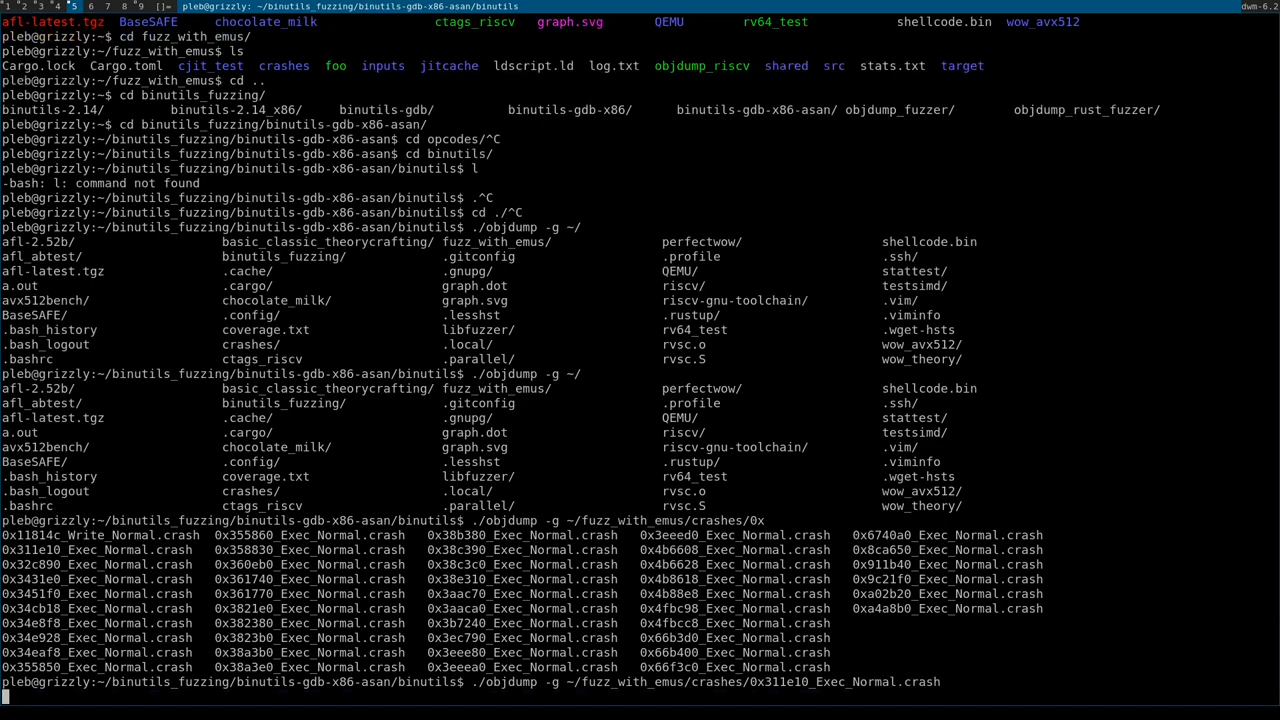 1 2 3 4 5 6 7 8 9 []= pleb@grizzly: ~/binutils_fuzzing/binutils-gdb-x86-asan/binutils dwm-6.2
afl-latest.tgz BaseSAFE chocolate_milk ctags_riscv graph.svg QEMU rv64_test shellcode.bin wow_avx512
pleb@grizzly:~$ cd fuzz_with_emus/
pleb@grizzly:~/fuzz_with_emus$ ls
Cargo.lock Cargo.toml cjit_test crashes foo inputs jitcache ldscript.ld log.txt objdump_riscv shared src stats.txt target
pleb@grizzly:~/fuzz_with_emus$ cd ..
pleb@grizzly:~$ cd binutils_fuzzing/
binutils-2.14/ binutils-2.14_x86/ binutils-gdb/ binutils-gdb-x86/ binutils-gdb-x86-asan/ objdump_fuzzer/ objdump_rust_fuzzer/
pleb@grizzly:~$ cd binutils_fuzzing/binutils-gdb-x86-asan/
pleb@grizzly:~/binutils_fuzzing/binutils-gdb-x86-asan$ cd opcodes/^C
pleb@grizzly:~/binutils_fuzzing/binutils-gdb-x86-asan$ cd binutils/
pleb@grizzly:~/binutils_fuzzing/binutils-gdb-x86-asan/binutils$ l
-bash: l: command not found
pleb@grizzly:~/binutils_fuzzing/binutils-gdb-x86-asan/binutils$ .^C
pleb@grizzly:~/binutils_fuzzing/binutils-gdb-x86-asan/binutils$ cd ./^C
pleb@grizzly:~/binutils_fuzzing/binutils-gdb-x86-asan/binutils$ ./objdump -g ~/
afl-2.52b/ basic_classic_theorycrafting/ fuzz_with_emus/ perfectwow/ shellcode.bin
afl_abtest/ binutils_fuzzing/ .gitconfig .profile .ssh/
afl-latest.tgz .cache/ .gnupg/ QEMU/ stattest/
a.out .cargo/ graph.dot riscv/ testsimd/
avx512bench/ chocolate_milk/ graph.svg riscv-gnu-toolchain/ .vim/
BaseSAFE/ .config/ .lesshst .rustup/ .viminfo
.bash_history coverage.txt libfuzzer/ rv64_test .wget-hsts
.bash_logout crashes/ .local/ rvsc.o wow_avx512/
.bashrc ctags_riscv .parallel/ rvsc.S wow_theory/
pleb@grizzly:~/binutils_fuzzing/binutils-gdb-x86-asan/binutils$ ./objdump -g ~/
afl-2.52b/ basic_classic_theorycrafting/ fuzz_with_emus/ perfectwow/ shellcode.bin
afl_abtest/ binutils_fuzzing/ .gitconfig .profile .ssh/
afl-latest.tgz .cache/ .gnupg/ QEMU/ stattest/
a.out .cargo/ graph.dot riscv/ testsimd/
avx512bench/ chocolate_milk/ graph.svg riscv-gnu-toolchain/ .vim/
BaseSAFE/ .config/ .lesshst .rustup/ .viminfo
.bash_history coverage.txt libfuzzer/ rv64_test .wget-hsts
.bash_logout crashes/ .local/ rvsc.o wow_avx512/
.bashrc ctags_riscv .parallel/ rvsc.S wow_theory/
pleb@grizzly:~/binutils_fuzzing/binutils-gdb-x86-asan/binutils$ ./objdump -g ~/fuzz_with_emus/crashes/0x
0x11814c_Write_Normal.crash 0x355860_Exec_Normal.crash 0x38b380_Exec_Normal.crash 0x3eeed0_Exec_Normal.crash 0x6740a0_Exec_Normal.crash
0x311e10_Exec_Normal.crash 0x358830_Exec_Normal.crash 0x38c390_Exec_Normal.crash 0x4b6608_Exec_Normal.crash 0x8ca650_Exec_Normal.crash
0x32c890_Exec_Normal.crash 0x360eb0_Exec_Normal.crash 0x38c3c0_Exec_Normal.crash 0x4b6628_Exec_Normal.crash 0x911b40_Exec_Normal.crash
0x3431e0_Exec_Normal.crash 0x361740_Exec_Normal.crash 0x38e310_Exec_Normal.crash 0x4b8618_Exec_Normal.crash 0x9c21f0_Exec_Normal.crash
0x3451f0_Exec_Normal.crash 0x361770_Exec_Normal.crash 0x3aac70_Exec_Normal.crash 0x4b88e8_Exec_Normal.crash 0xa02b20_Exec_Normal.crash
0x34cb18_Exec_Normal.crash 0x3821e0_Exec_Normal.crash 0x3aaca0_Exec_Normal.crash 0x4fbc98_Exec_Normal.crash 0xa4a8b0_Exec_Normal.crash
0x34e8f8_Exec_Normal.crash 0x382380_Exec_Normal.crash 0x3b7240_Exec_Normal.crash 0x4fbcc8_Exec_Normal.crash
0x34e928_Exec_Normal.crash 0x3823b0_Exec_Normal.crash 0x3ec790_Exec_Normal.crash 0x66b3d0_Exec_Normal.crash
0x34eaf8_Exec_Normal.crash 0x38a3b0_Exec_Normal.crash 0x3eee80_Exec_Normal.crash 0x66b400_Exec_Normal.crash
0x355850_Exec_Normal.crash 0x38a3e0_Exec_Normal.crash 0x3eeea0_Exec_Normal.crash 0x66f3c0_Exec_Normal.crash
pleb@grizzly:~/binutils_fuzzing/binutils-gdb-x86-asan/binutils$ ./objdump -g ~/fuzz_with_emus/crashes/0x311e10_Exec_Normal.crash